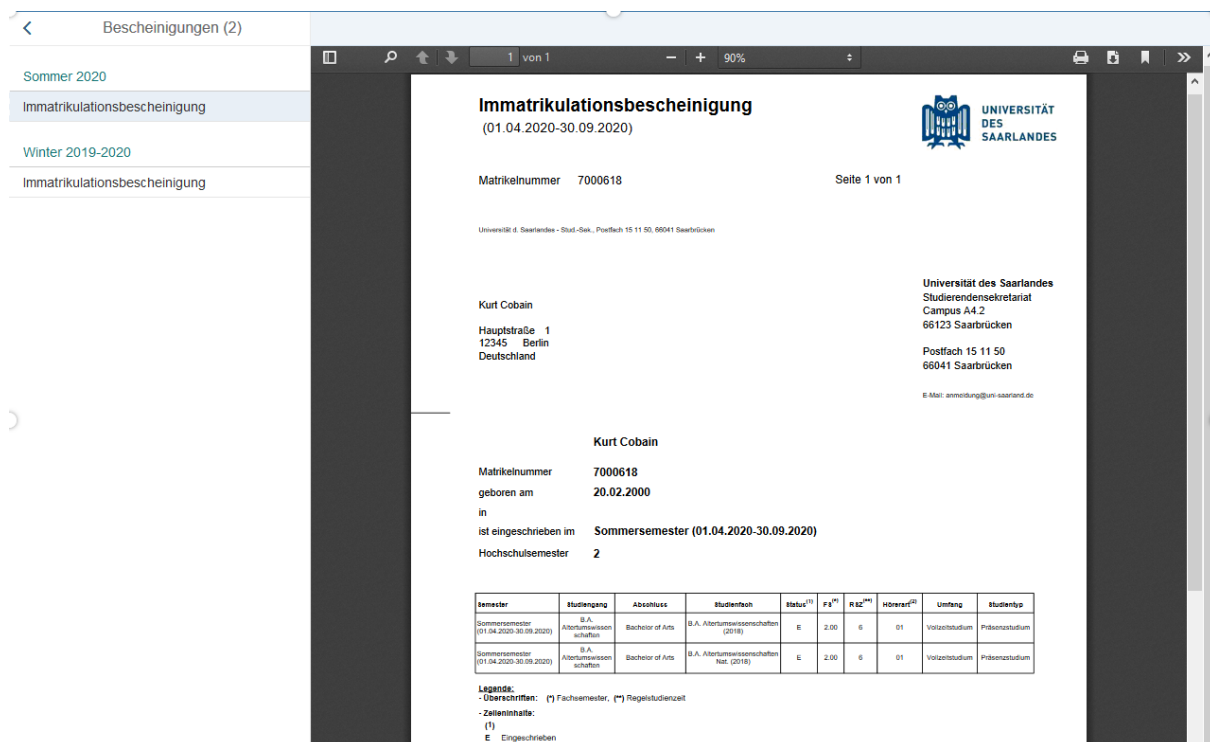 Bescheinigungen (2)
Sommer 2020
Immatrikulationsbescheinigung
Winter 2019-2020
Immatrikulationsbescheinigung
1 von 1
90%
Immatrikulationsbescheinigung
(01.04.2020-30.09.2020)
UNIVERSITÄT
DES
SAARLANDES
Matrikelnummer 7000618
Seite 1 von 1
Universität d. Saarlandes - Stud.-Sek., Postfach 15 11 50, 66041 Saarbrücken
Universität des Saarlandes
Studierendensekretariat
Campus A4.2
66123 Saarbrücken
Postfach 15 11 50
66041 Saarbrücken
E-Mail: anmeldung@uni-saarland.de
Kurt Cobain
Hauptstraße 1
12345 Berlin
Deutschland
Kurt Cobain
Matrikelnummer 7000618
geboren am 20.02.2000
in
ist eingeschrieben im Sommersemester (01.04.2020-30.09.2020)
Hochschulsemester 2
Semester Studiengang Abschluss Studienfach Status(1) FS(*) RSZ(**) Hörerart(2) Umfang Studientyp
Sommersemester
(01.04.2020-30.09.2020)
B.A.
Altertumswissen
schaften
Bachelor of Arts
B.A. Altertumswissenschaften
(2018)
E 2.00 6 01 Vollzeitstudium Präsenzstudium
Sommersemester
(01.04.2020-30.09.2020)
B.A.
Altertumswissen
schaften
Bachelor of Arts
B.A. Altertumswissenschaften
Nat. (2018)
E 2.00 6 01 Vollzeitstudium Präsenzstudium
Legende:
- Überschriften: (*) Fachsemester, (**) Regelstudienzeit
- Zelleninhalte:
(1)
E Eingeschrieben